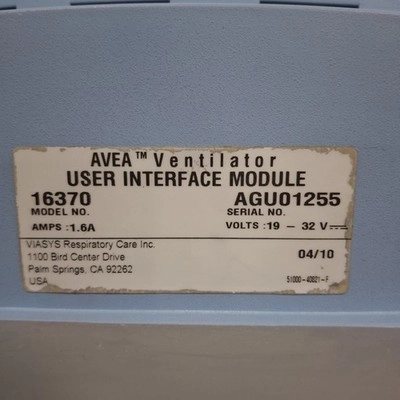 AVEA™ Ventilator
USER INTERFACE MODULE
16370 AGU01255
MODEL NO. SERIAL NO.
AMPS : 1.6A VOLTS : 19 - 32 V
VIASYS Respiratory Care Inc.
1100 Bird Center Drive 04/10
Palm Springs, CA 92262
USA